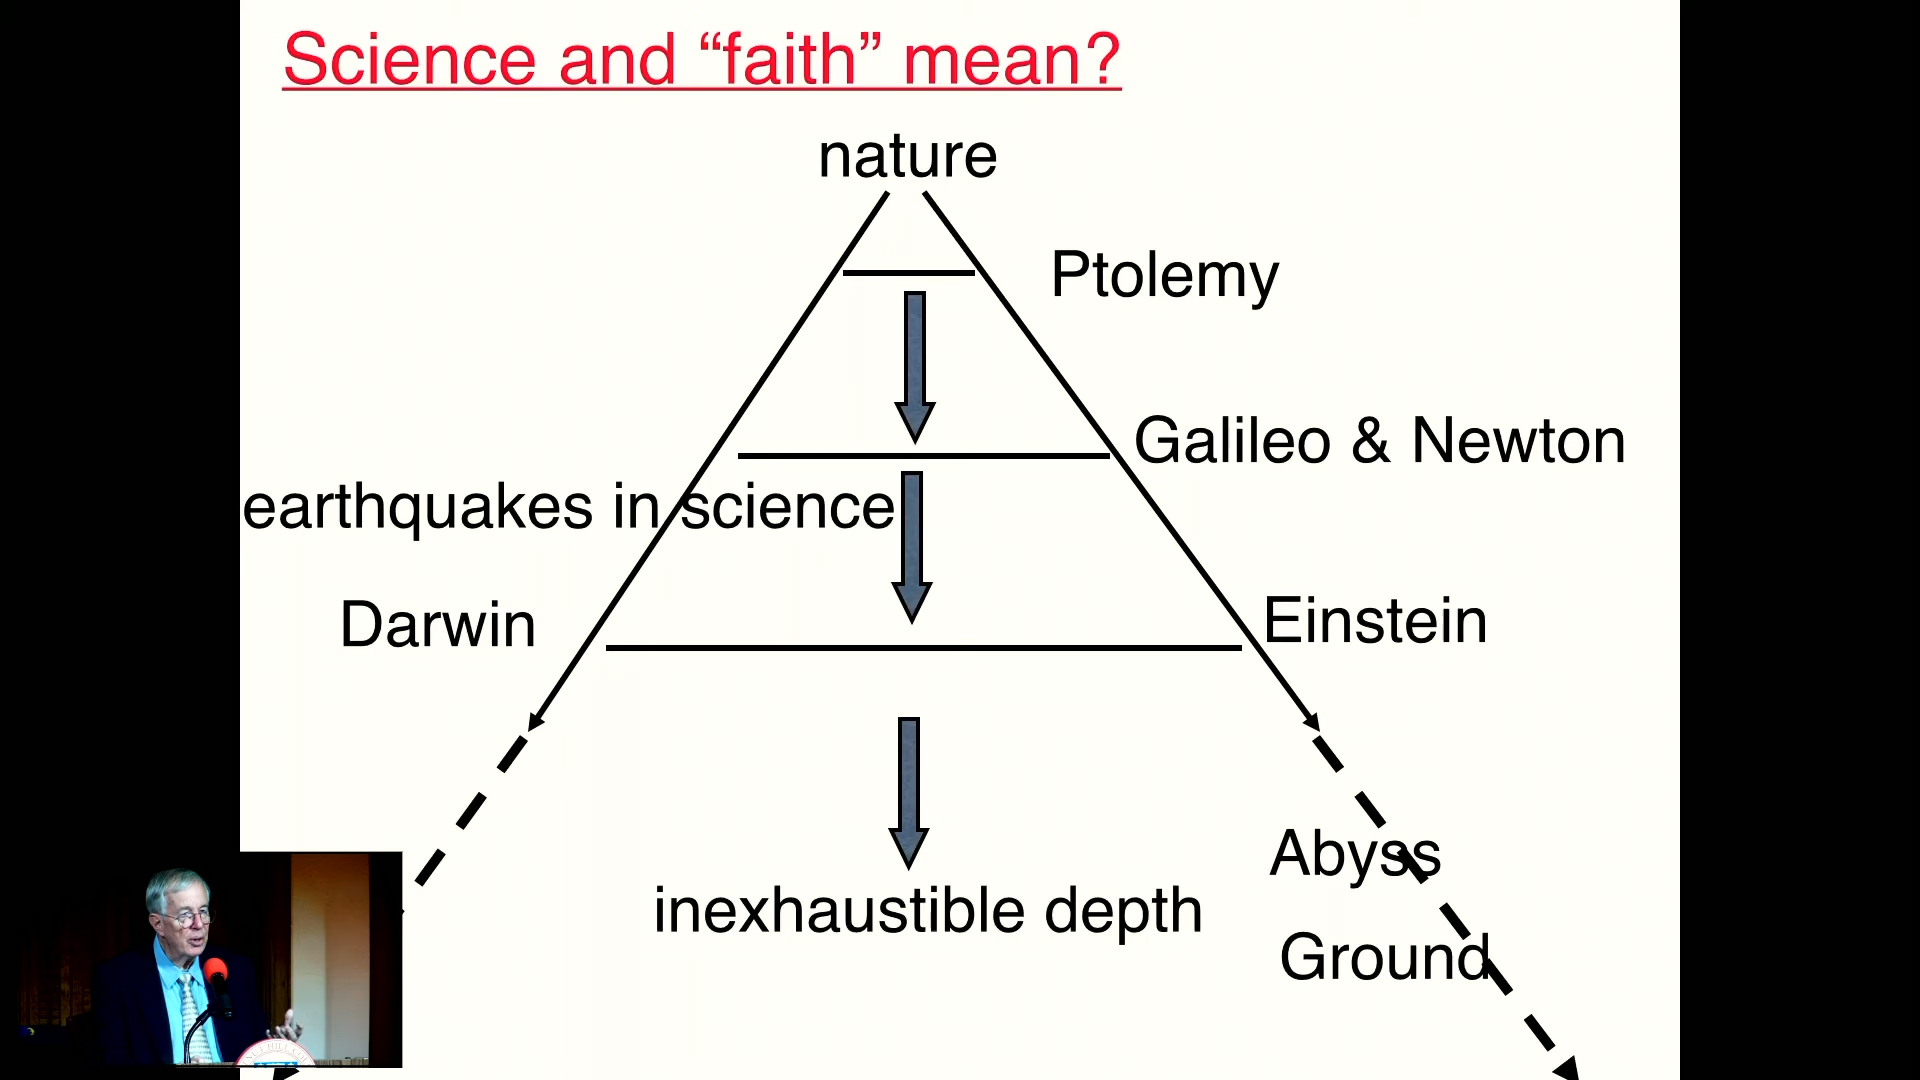 Science and “faith” mean?
nature
Ptolemy
Galileo & Newton
earthquakes in science
Darwin
Einstein
Abyss
inexhaustible depth
Ground